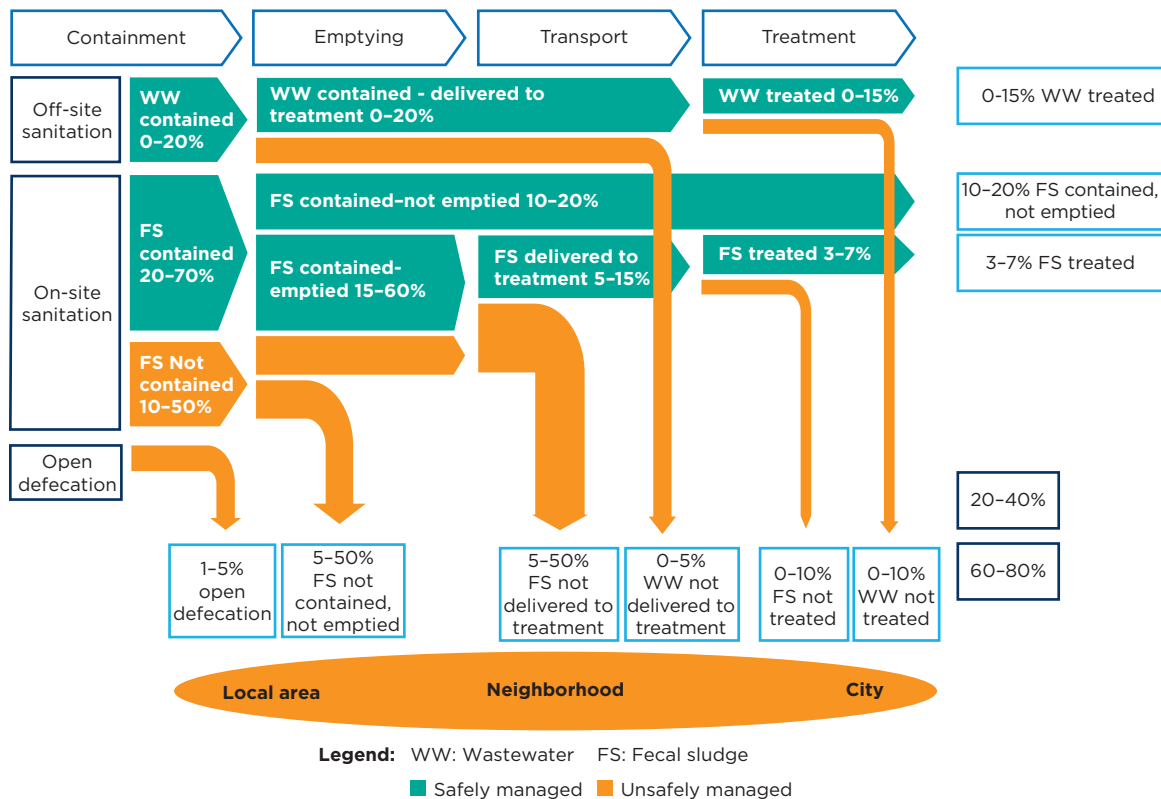 Containment
Emptying
Transport
Treatment
Off-site
sanitation
WW
contained
0–20%
WW contained - delivered to
treatment 0–20%
WW treated 0–15%
0-15% WW treated
On-site
sanitation
FS
contained
20–70%
FS contained–not emptied 10–20%
10–20% FS contained,
not emptied
FS contained-
emptied 15–60%
FS delivered to
treatment 5–15%
FS treated 3–7%
3–7% FS treated
FS Not
contained
10–50%
Open
defecation
20–40%
60–80%
1–5%
open
defecation
5–50%
FS not
contained,
not emptied
5–50%
FS not
delivered to
treatment
0–5%
WW not
delivered to
treatment
0–10%
FS not
treated
0–10%
WW not
treated
Local area
Neighborhood
City
Legend: WW: Wastewater FS: Fecal sludge
Safely managed Unsafely managed